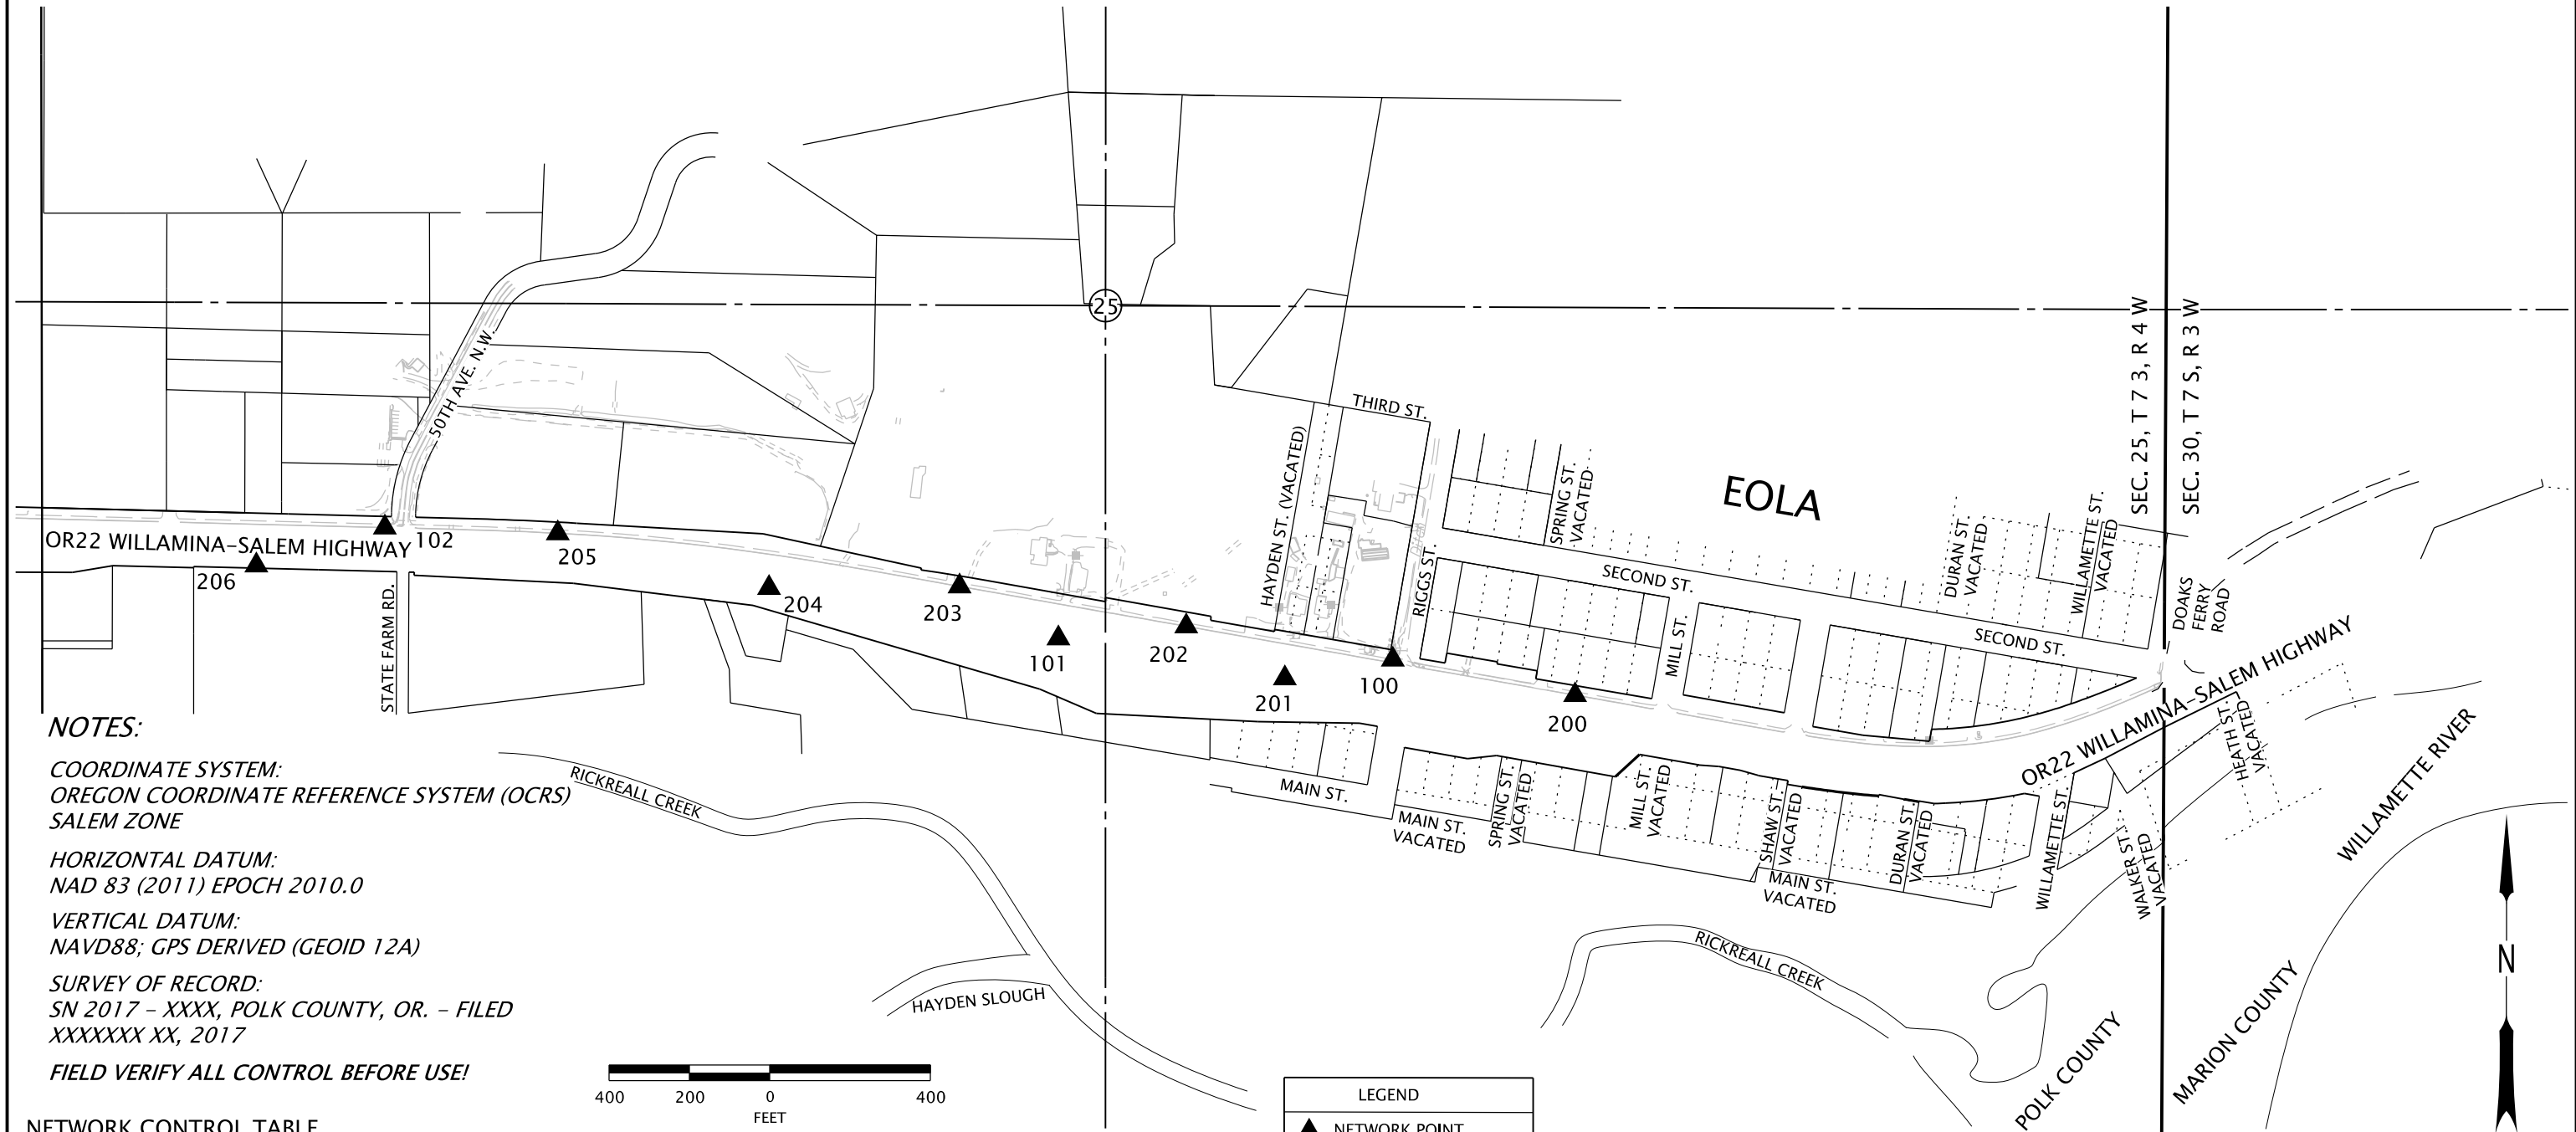 25
SEC. 25, T 7 3, R 4 W
SEC. 30, T 7 S, R 3 W
50TH AVE. N.W.
THIRD ST.
HAYDEN ST. (VACATED)
SPRING ST.
VACATED
EOLA
DURAN ST.
VACATED
WILLAMETTE ST.
VACATED
OR22 WILLAMINA-SALEM HIGHWAY
102
205
206
204
203
101
202
201
100
200
RIGGS ST.
SECOND ST.
MILL ST.
SECOND ST.
DOAKS
FERRY
ROAD
STATE FARM RD.
OR22 WILLAMINA-SALEM HIGHWAY
HEATH ST.
VACATED
WILLAMETTE RIVER
RICKREALL CREEK
MAIN ST.
MAIN ST.
VACATED
SPRING ST.
VACATED
MILL ST.
VACATED
SHAW ST.
VACATED
MAIN ST.
VACATED
DURAN ST.
VACATED
WILLAMETTE ST.
WALKER ST.
VACATED
HAYDEN SLOUGH
RICKREALL CREEK
POLK COUNTY
MARION COUNTY
N
NOTES:
COORDINATE SYSTEM:
OREGON COORDINATE REFERENCE SYSTEM (OCRS)
SALEM ZONE
HORIZONTAL DATUM:
NAD 83 (2011) EPOCH 2010.0
VERTICAL DATUM:
NAVD88; GPS DERIVED (GEOID 12A)
SURVEY OF RECORD:
SN 2017 - XXXX, POLK COUNTY, OR. - FILED
XXXXXXX XX, 2017
FIELD VERIFY ALL CONTROL BEFORE USE!
400 200 0 400
FEET
LEGEND
NETWORK POINT
NETWORK CONTROL TABLE